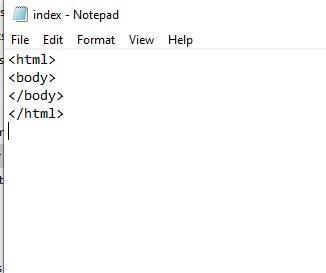 index - Notepad
File Edit Format View Help
<html>
<body>
</body>
</html>